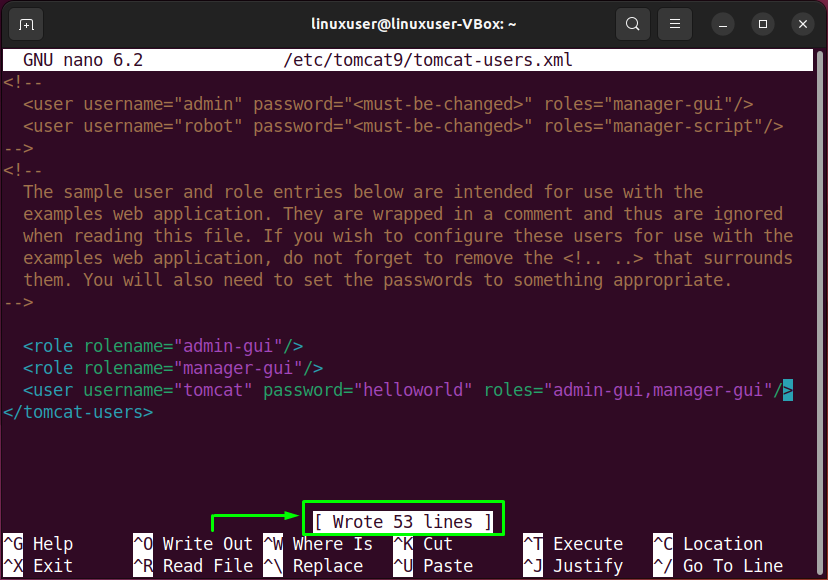 linuxuser@linuxuser-VBox: ~
GNU nano 6.2 /etc/tomcat9/tomcat-users.xml
<!--
  <user username="admin" password="<must-be-changed>" roles="manager-gui"/>
  <user username="robot" password="<must-be-changed>" roles="manager-script"/>
-->
<!--
  The sample user and role entries below are intended for use with the
  examples web application. They are wrapped in a comment and thus are ignored
  when reading this file. If you wish to configure these users for use with the
  examples web application, do not forget to remove the <!.. ..> that surrounds
  them. You will also need to set the passwords to something appropriate.
-->
  <role rolename="admin-gui"/>
  <role rolename="manager-gui"/>
  <user username="tomcat" password="helloworld" roles="admin-gui,manager-gui"/>
</tomcat-users>
[ Wrote 53 lines ]
^G Help ^O Write Out ^W Where Is ^K Cut ^T Execute ^C Location
^X Exit ^R Read File ^\ Replace ^U Paste ^J Justify ^/ Go To Line